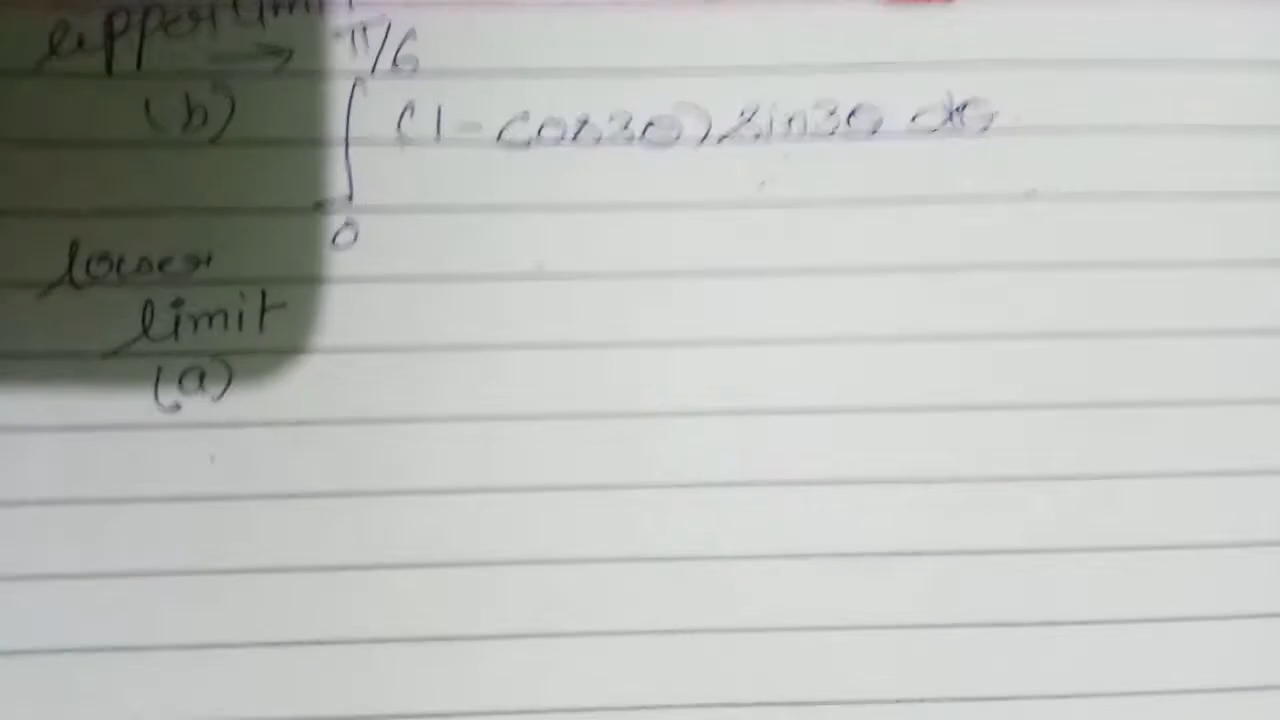 upper limit
→ π/6
(b) ∫ (1 - cos3θ) sin3θ dθ
0
lower
limit
(a)